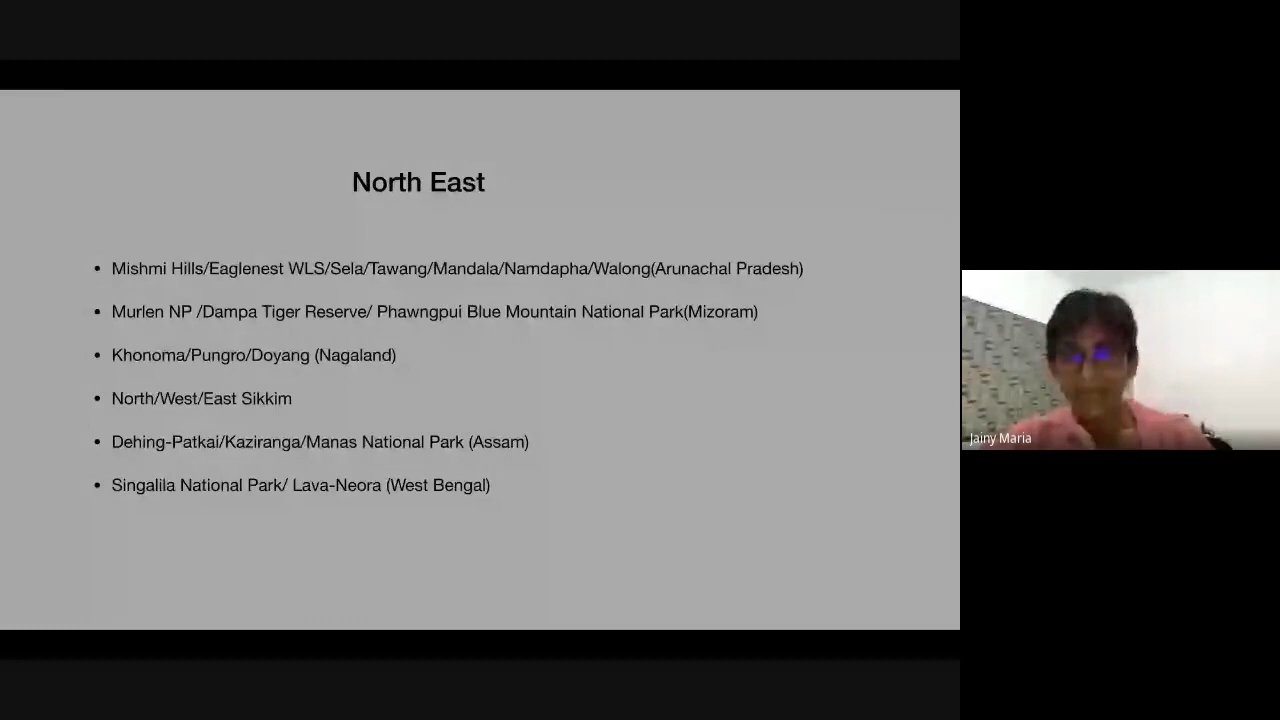 North East
• Mishmi Hills/Eaglenest WLS/Sela/Tawang/Mandala/Namdapha/Walong(Arunachal Pradesh)
• Murlen NP /Dampa Tiger Reserve/ Phawngpui Blue Mountain National Park(Mizoram)
• Khonoma/Pungro/Doyang (Nagaland)
• North/West/East Sikkim
• Dehing-Patkai/Kaziranga/Manas National Park (Assam)
• Singalila National Park/ Lava-Neora (West Bengal)
Jainy Maria